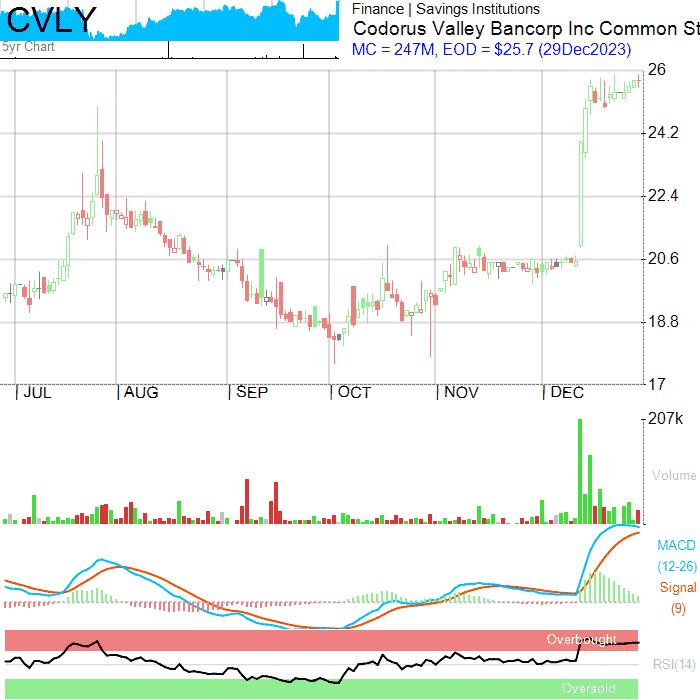 CVLY
5yr Chart
Finance | Savings Institutions
Codorus Valley Bancorp Inc Common St
MC = 247M, EOD = $25.7 (29Dec2023)
26
24.2
22.4
20.6
18.8
17
JUL
AUG
SEP
OCT
NOV
DEC
207k
Volume
MACD
(12-26)
Signal
(9)
Overbought
RSI(14)
Oversold